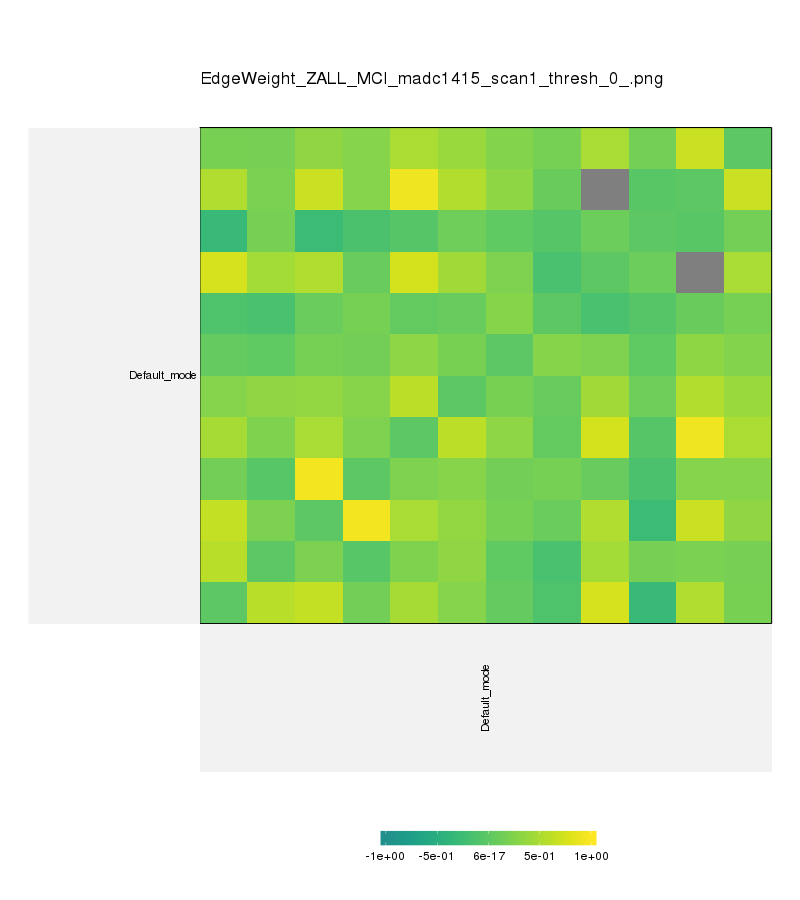 EdgeWeight_ZALL_MCI_madc1415_scan1_thresh_0_.png
Default_mode
Default_mode
-1e+00 -5e-01 6e-17 5e-01 1e+00